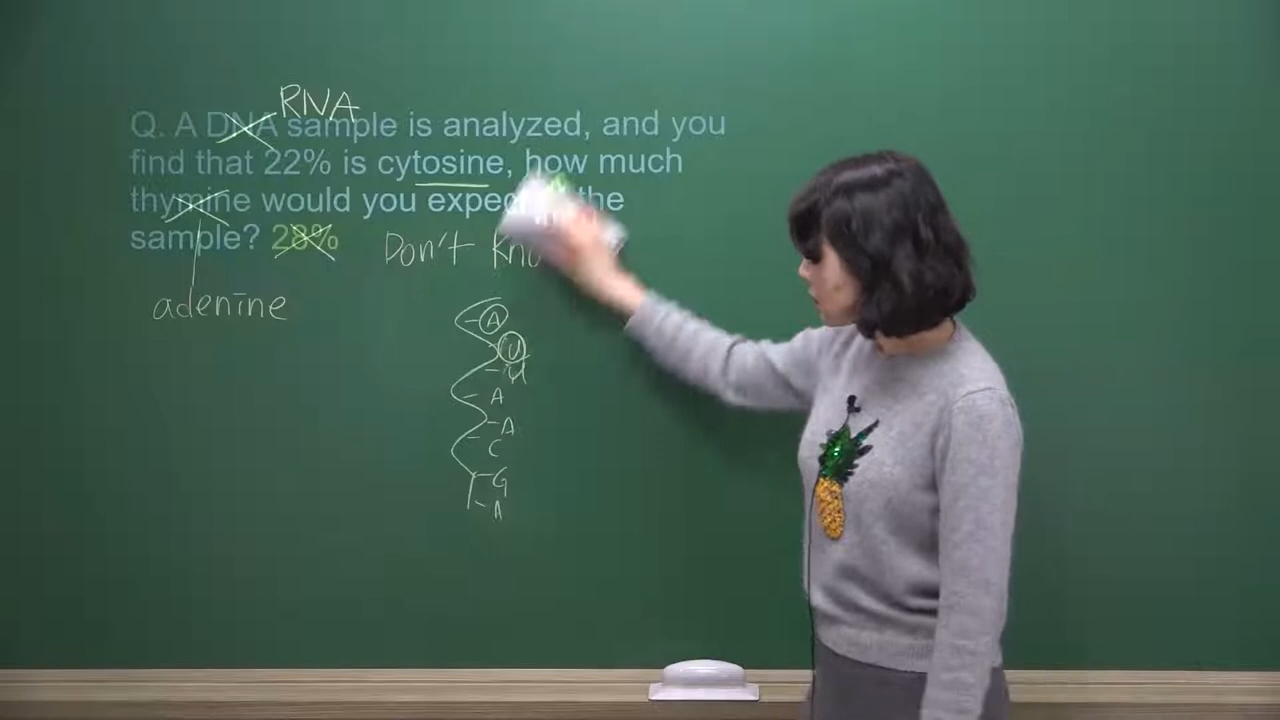 RNA
Q. A DNA sample is analyzed, and you
find that 22% is cytosine, how much
thymine would you expec the
sample? 28% Don't Kno
adenine
A
U
U
A
A
C
G
A